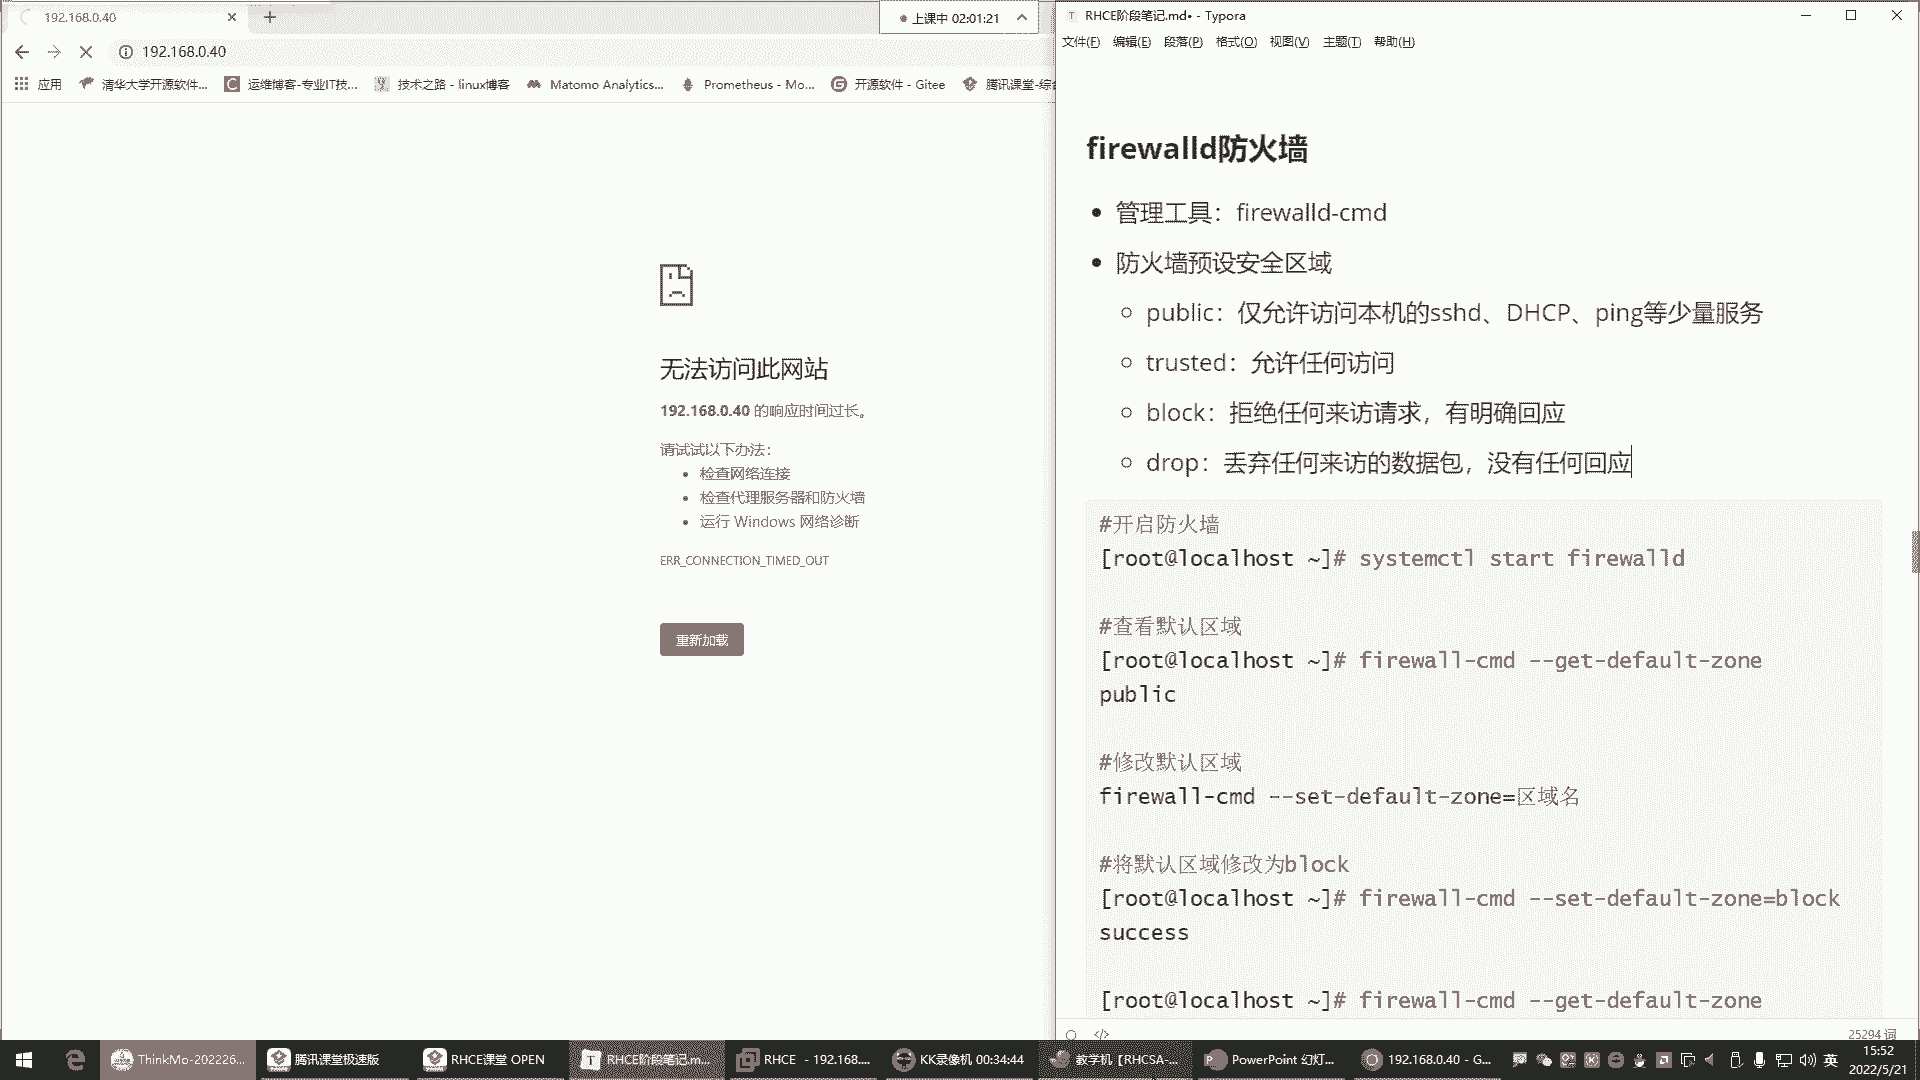 192.168.0.40
上课中 02:01:21
192.168.0.40
应用
清华大学开源软件...
运维博客-专业IT技...
技术之路 - linux博客
Matomo Analytics...
Prometheus - Mo...
开源软件 - Gitee
腾讯课堂-综合
无法访问此网站
192.168.0.40 的响应时间过长。
请试试以下办法:
检查网络连接
检查代理服务器和防火墙
运行 Windows 网络诊断
ERR_CONNECTION_TIMED_OUT
重新加载
RHCE阶段笔记.md• - Typora
文件(F) 编辑(E) 段落(P) 格式(O) 视图(V) 主题(T) 帮助(H)
firewalld防火墙
管理工具：firewalld-cmd
防火墙预设安全区域
public：仅允许访问本机的sshd、DHCP、ping等少量服务
trusted：允许任何访问
block：拒绝任何来访请求，有明确回应
drop：丢弃任何来访的数据包，没有任何回应
#开启防火墙
[root@localhost ~]# systemctl start firewalld
#查看默认区域
[root@localhost ~]# firewall-cmd --get-default-zone
public
#修改默认区域
firewall-cmd --set-default-zone=区域名
#将默认区域修改为block
[root@localhost ~]# firewall-cmd --set-default-zone=block
success
[root@localhost ~]# firewall-cmd --get-default-zone
25294 词
ThinkMo-202226...
腾讯课堂极速版
RHCE课堂 OPEN
RHCE阶段笔记.m...
RHCE - 192.168....
KK录像机 00:34:44
教学机 [RHCSA-...
PowerPoint 幻灯...
192.168.0.40 - G...
英
15:52
2022/5/21